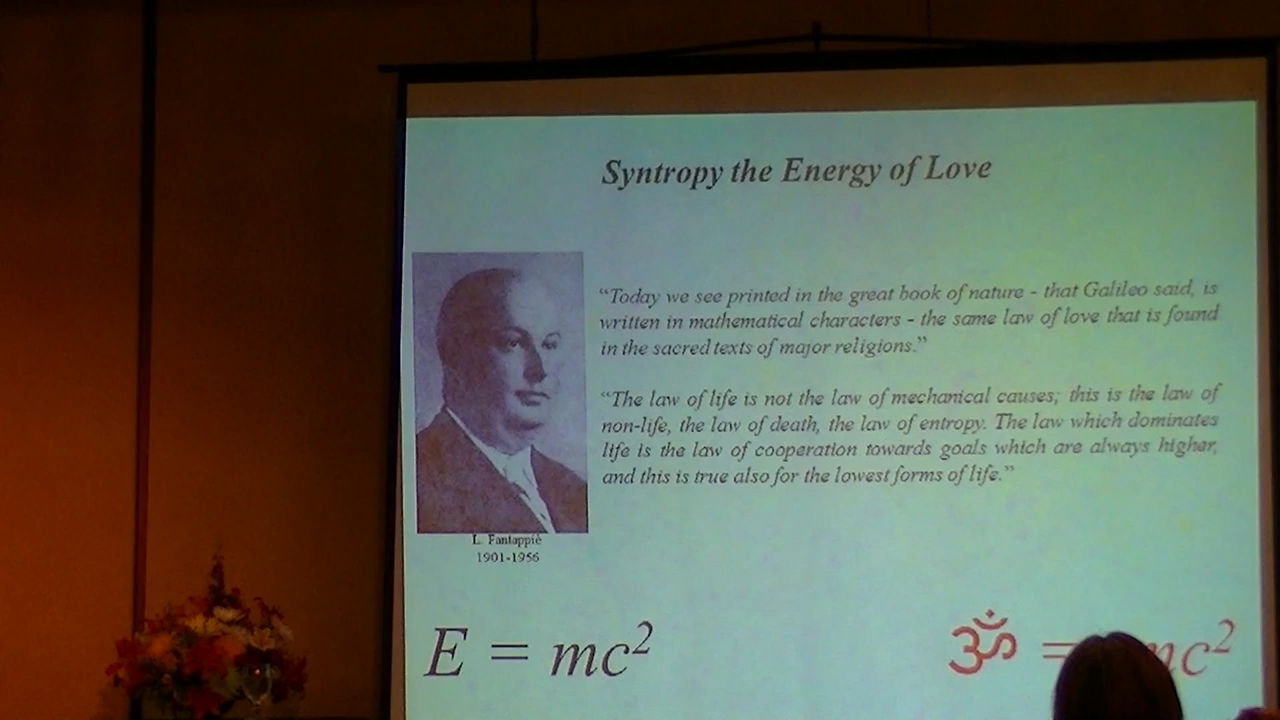 Syntropy the Energy of Love
“Today we see printed in the great book of nature - that Galileo said, is
written in mathematical characters - the same law of love that is found
in the sacred texts of major religions.”
“The law of life is not the law of mechanical causes; this is the law of
non-life, the law of death, the law of entropy. The law which dominates
life is the law of cooperation towards goals which are always higher,
and this is true also for the lowest forms of life.”
L. Fantappiè
1901-1956
E = mc²
ॐ = mc²